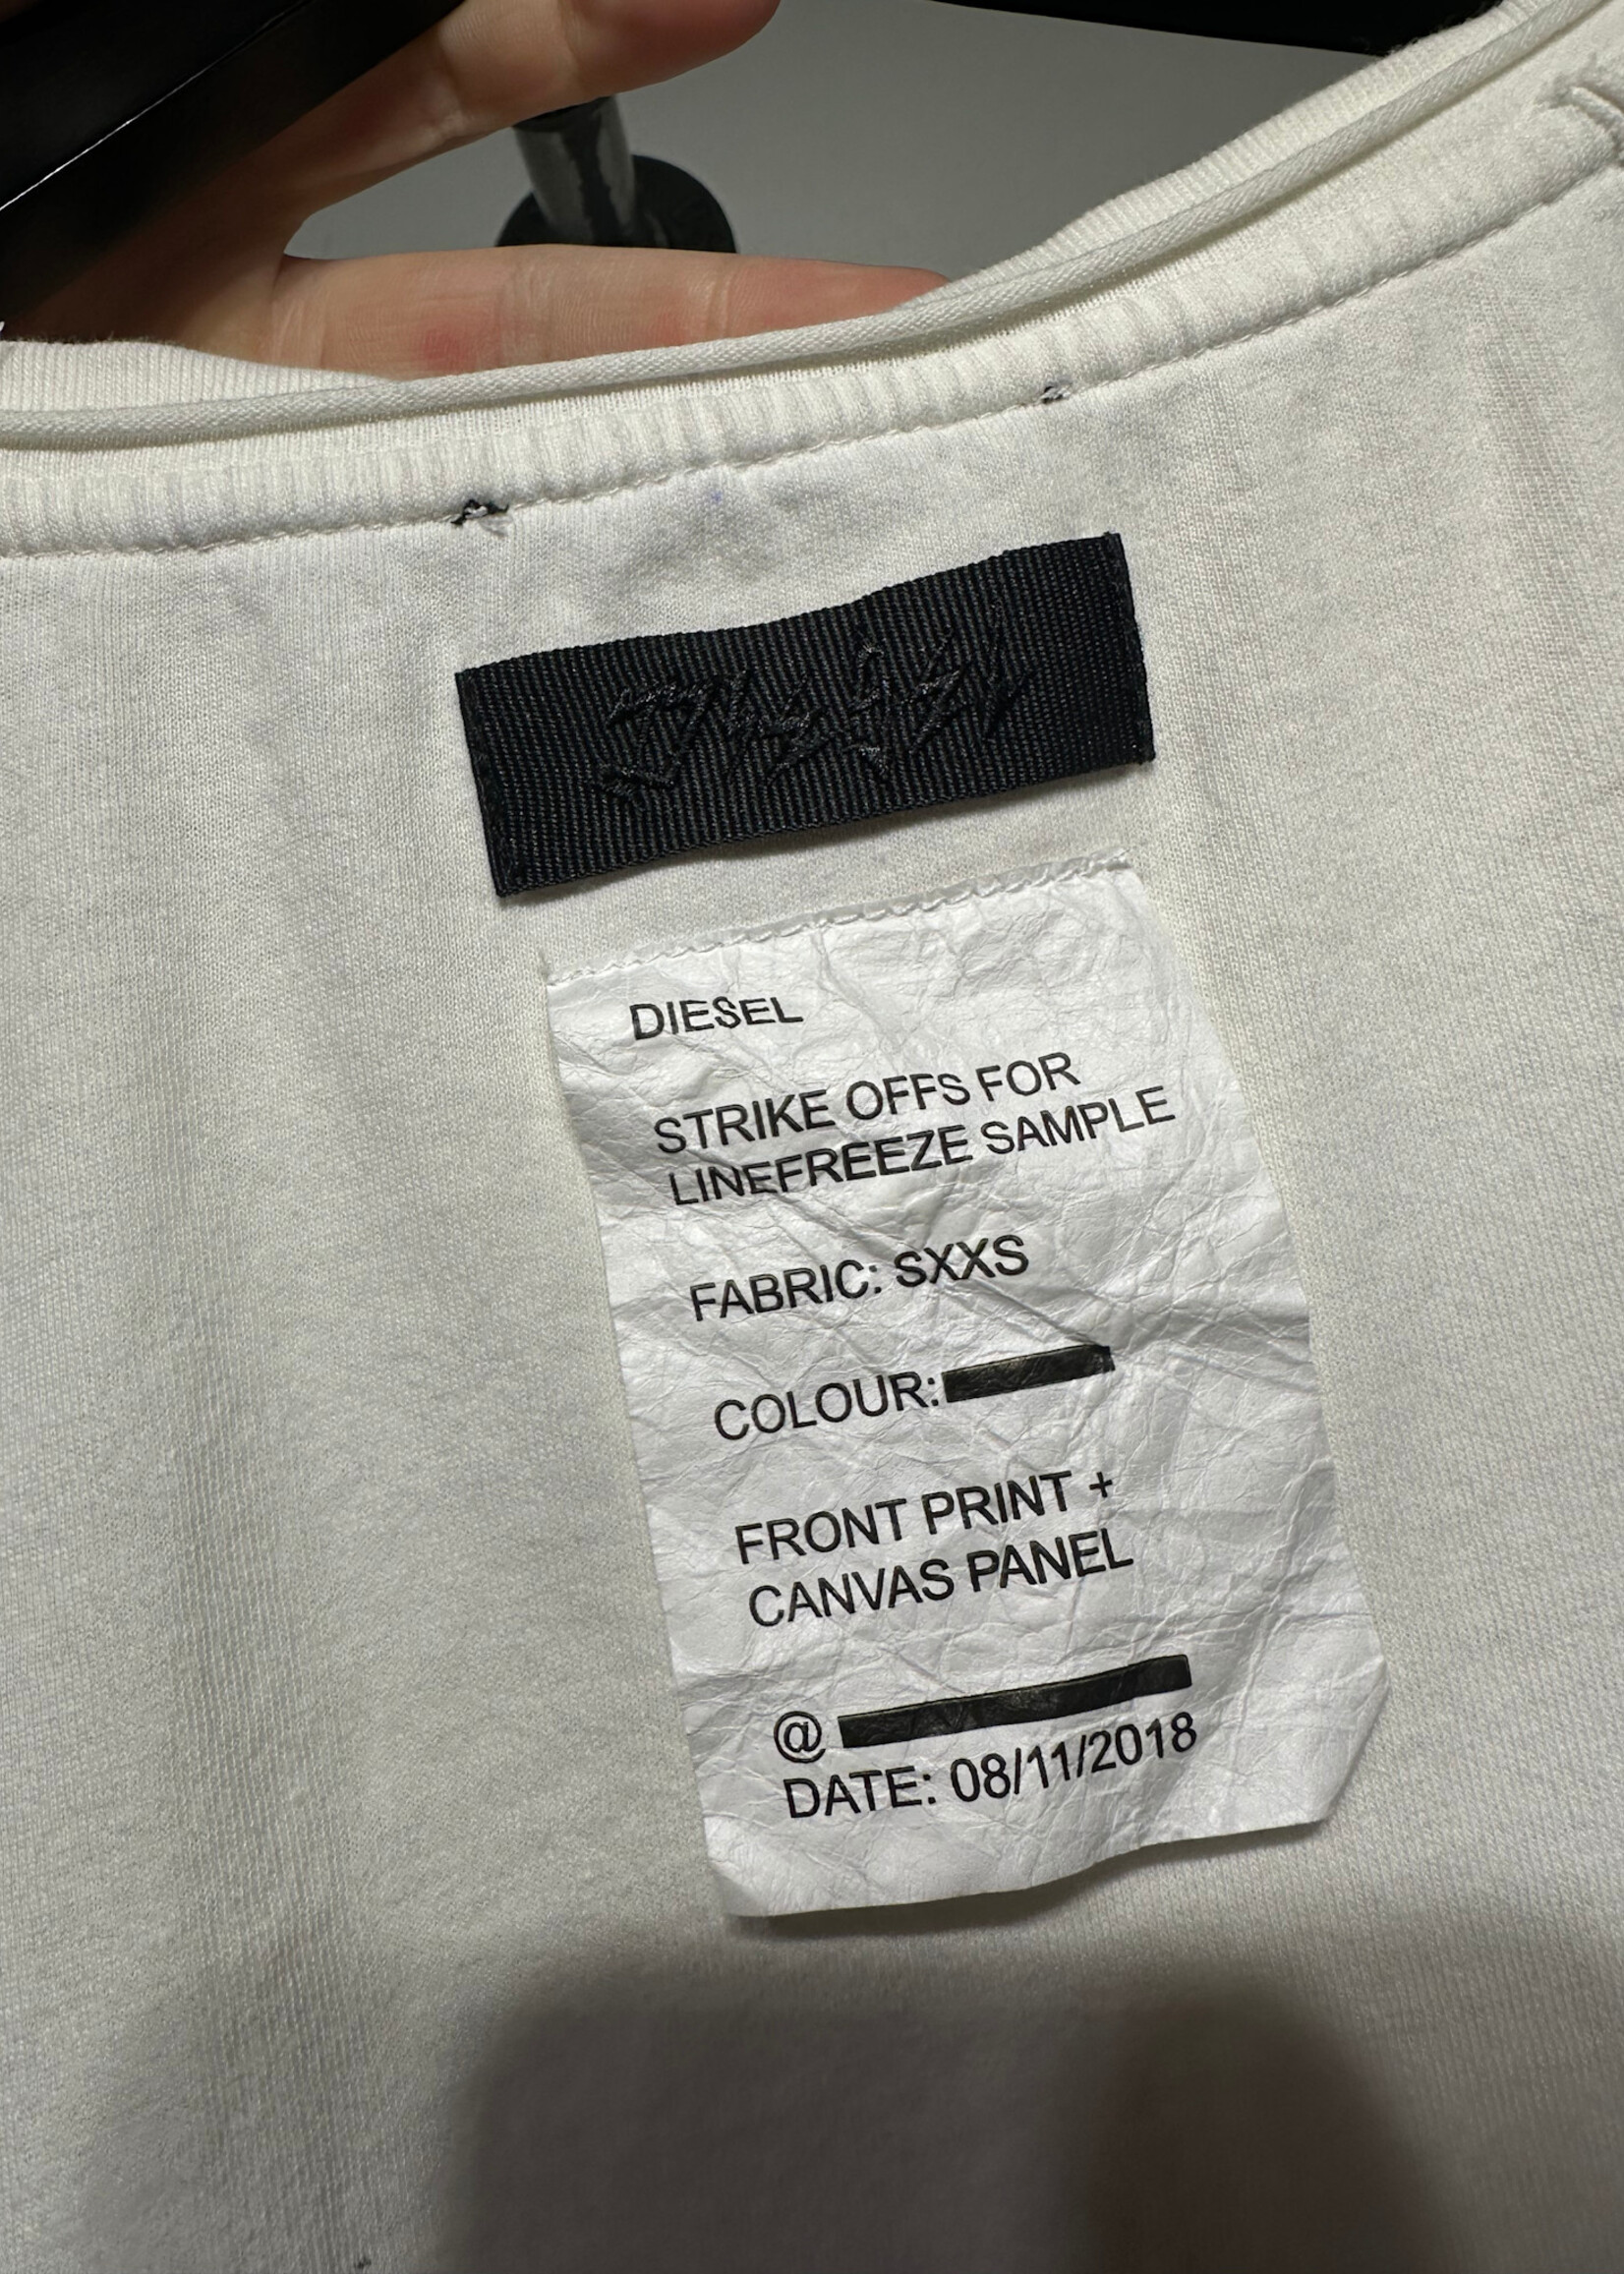 DIESEL
STRIKE OFFS FOR
LINEFREEZE SAMPLE
FABRIC: SXXS
COLOUR:
FRONT PRINT +
CANVAS PANEL
@
DATE: 08/11/2018